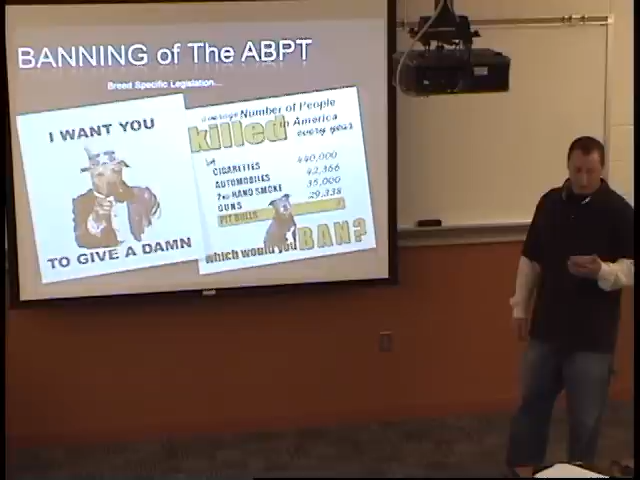 BANNING of The ABPT
Breed Specific Legislation...
I WANT YOU
TO GIVE A DAMN
Average Number of People
killed in America
every year
by
CIGARETTES 440,000
AUTOMOBILES 42,366
2nd HAND SMOKE 35,000
GUNS 29,338
PIT BULLS
which would you BAN?